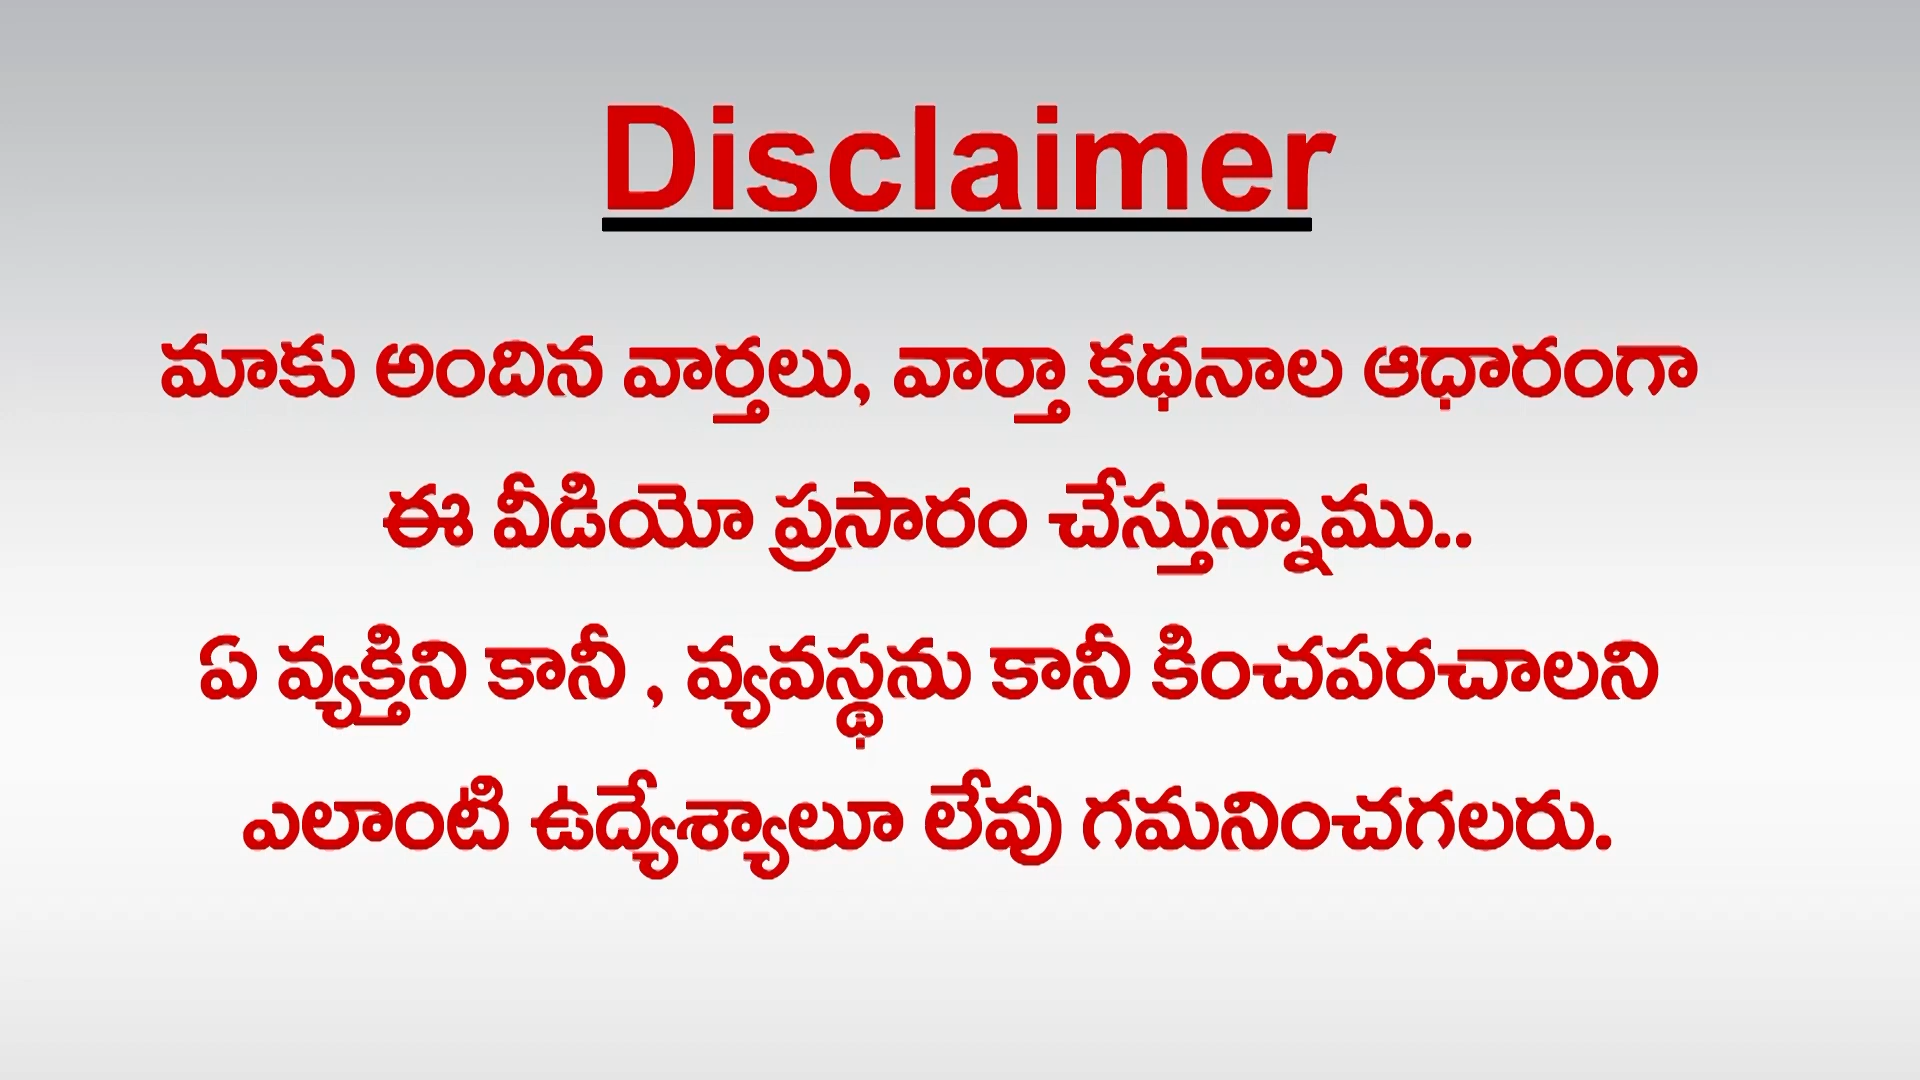 Disclaimer
మాకు అందిన వార్తలు, వార్తా కథనాల ఆధారంగా
ఈ వీడియో ప్రసారం చేస్తున్నాము..
ఏ వ్యక్తిని కానీ , వ్యవస్థను కానీ కించపరచాలని
ఎలాంటి ఉద్యేశ్యాలూ లేవు గమనించగలరు.